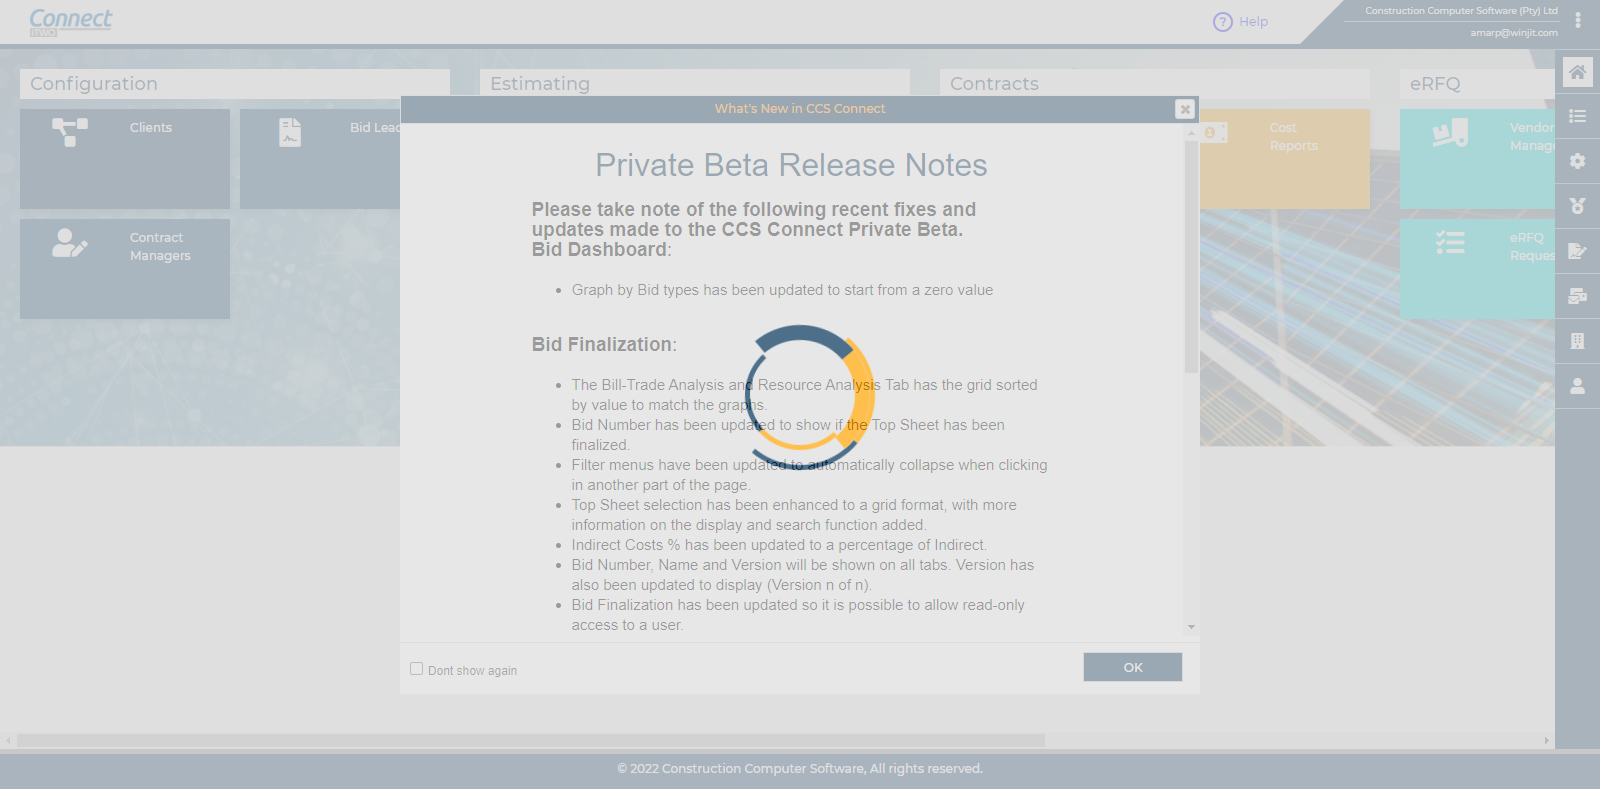 Connect
iTWO
? Help
Construction Computer Software (Pty) Ltd
amarp@winjit.com
Configuration
Estimating
Contracts
eRFQ
Clients
Bid Leac
Contract
Managers
Cost
Reports
Vendor
Manage
eRFQ
Reques
What's New in CCS Connect
Private Beta Release Notes
Please take note of the following recent fixes and
updates made to the CCS Connect Private Beta.
Bid Dashboard:
• Graph by Bid types has been updated to start from a zero value
Bid Finalization:
• The Bill-Trade Analysis and Resource Analysis Tab has the grid sorted
by value to match the graphs.
• Bid Number has been updated to show if the Top Sheet has been
finalized.
• Filter menus have been updated to automatically collapse when clicking
in another part of the page.
• Top Sheet selection has been enhanced to a grid format, with more
information on the display and search function added.
• Indirect Costs % has been updated to a percentage of Indirect.
• Bid Number, Name and Version will be shown on all tabs. Version has
also been updated to display (Version n of n).
• Bid Finalization has been updated so it is possible to allow read-only
access to a user.
Dont show again
OK
© 2022 Construction Computer Software, All rights reserved.